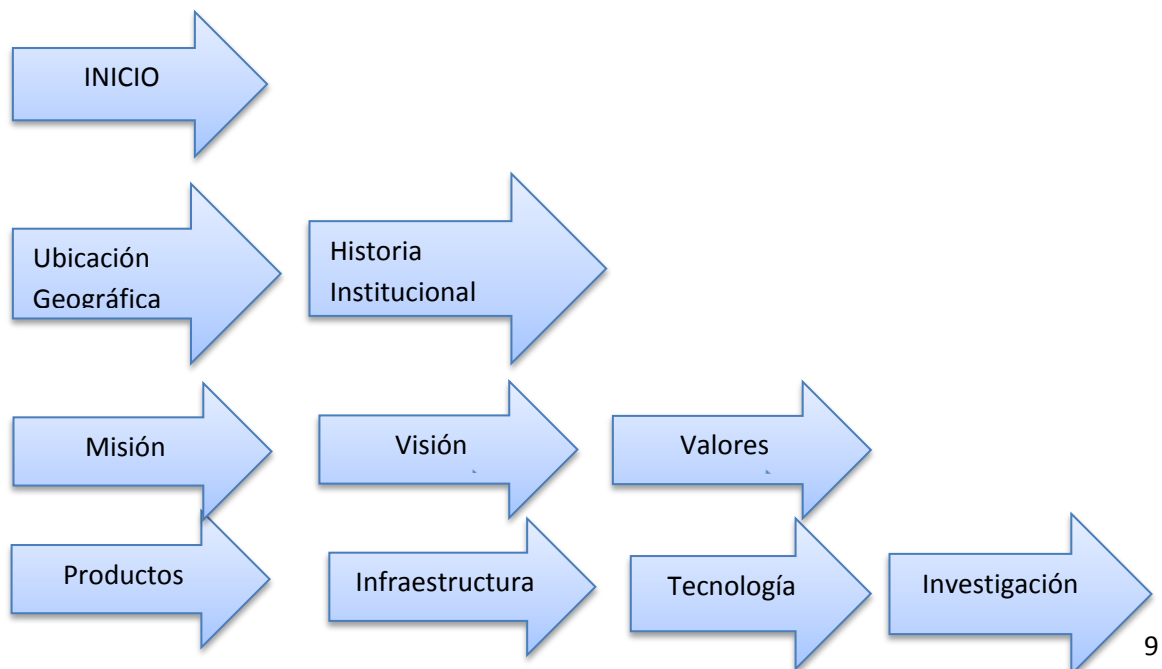 INICIO
Ubicación
Geográfica
Historia
Institucional
Misión
Visión
Valores
Productos
Infraestructura
Tecnología
Investigación
9